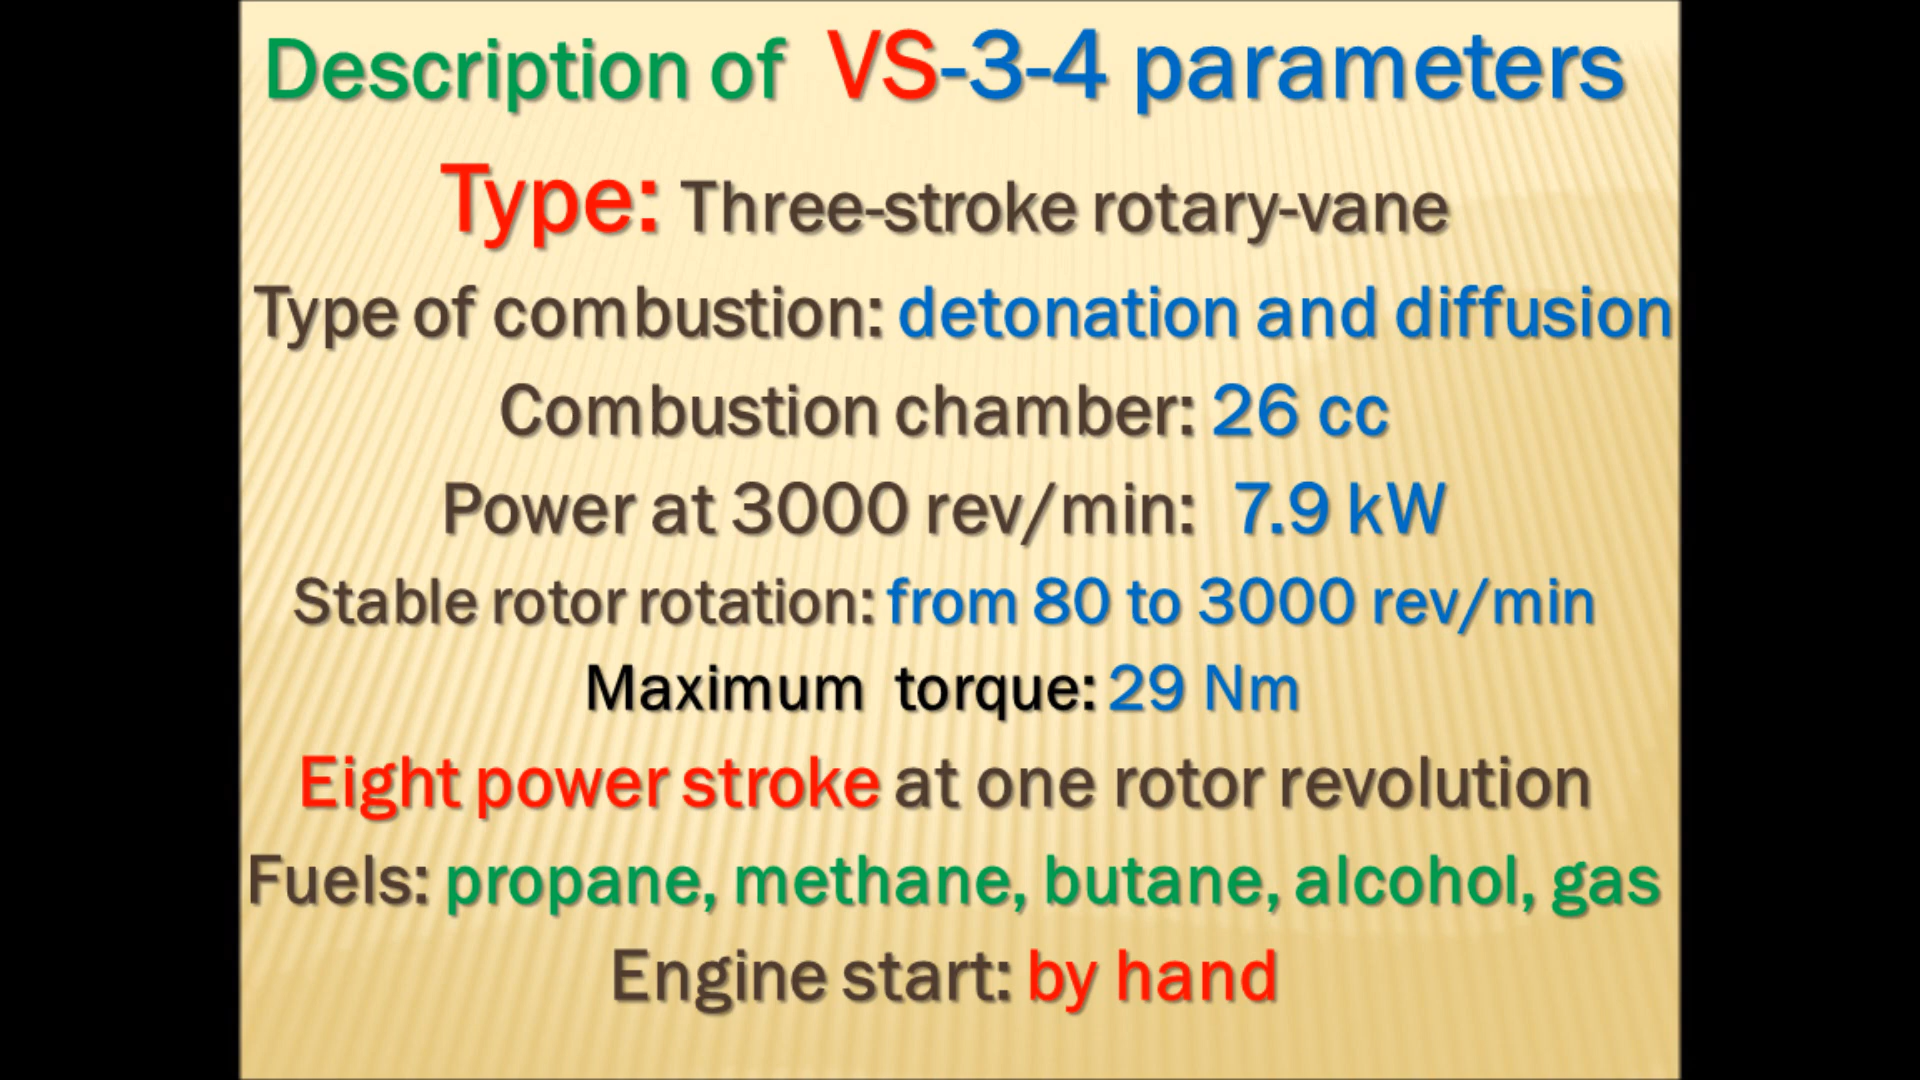 Description of VS-3-4 parameters
Type: Three-stroke rotary-vane
Type of combustion: detonation and diffusion
Combustion chamber: 26 cc
Power at 3000 rev/min: 7.9 kW
Stable rotor rotation: from 80 to 3000 rev/min
Maximum torque: 29 Nm
Eight power stroke at one rotor revolution
Fuels: propane, methane, butane, alcohol, gas
Engine start: by hand